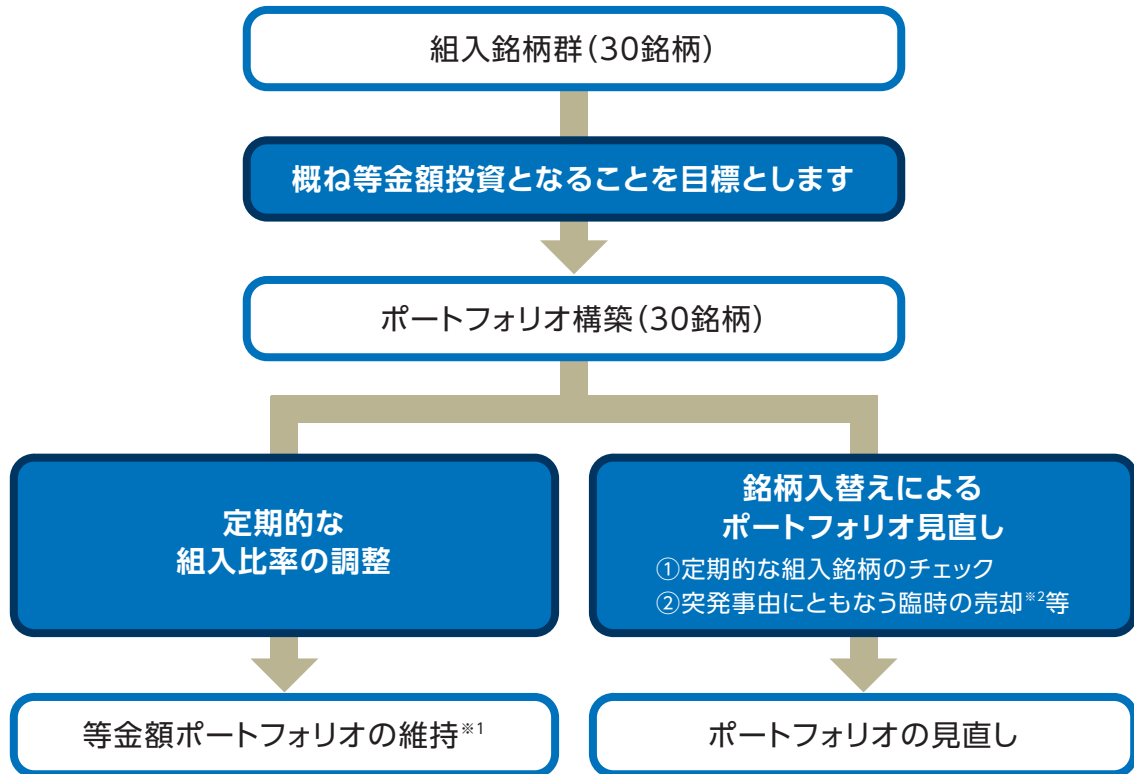 組入銘柄群（30銘柄）
概ね等金額投資となることを目標とします
ポートフォリオ構築（30銘柄）
定期的な
組入比率の調整
銘柄入替えによる
ポートフォリオ見直し
①定期的な組入銘柄のチェック
②突発事由にともなう臨時の売却※2等
等金額ポートフォリオの維持※1
ポートフォリオの見直し